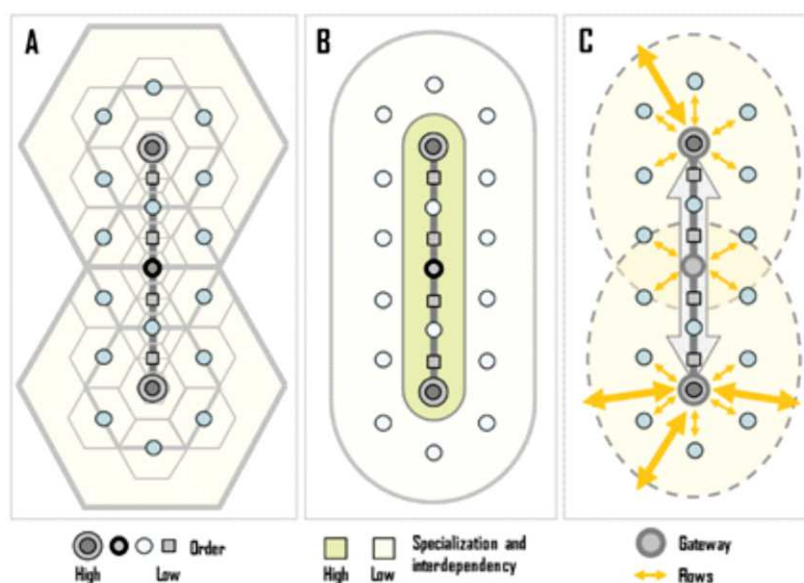 A
B
C
Order
High
Low
Specialization and
interdependency
High
Low
Gateway
Flows